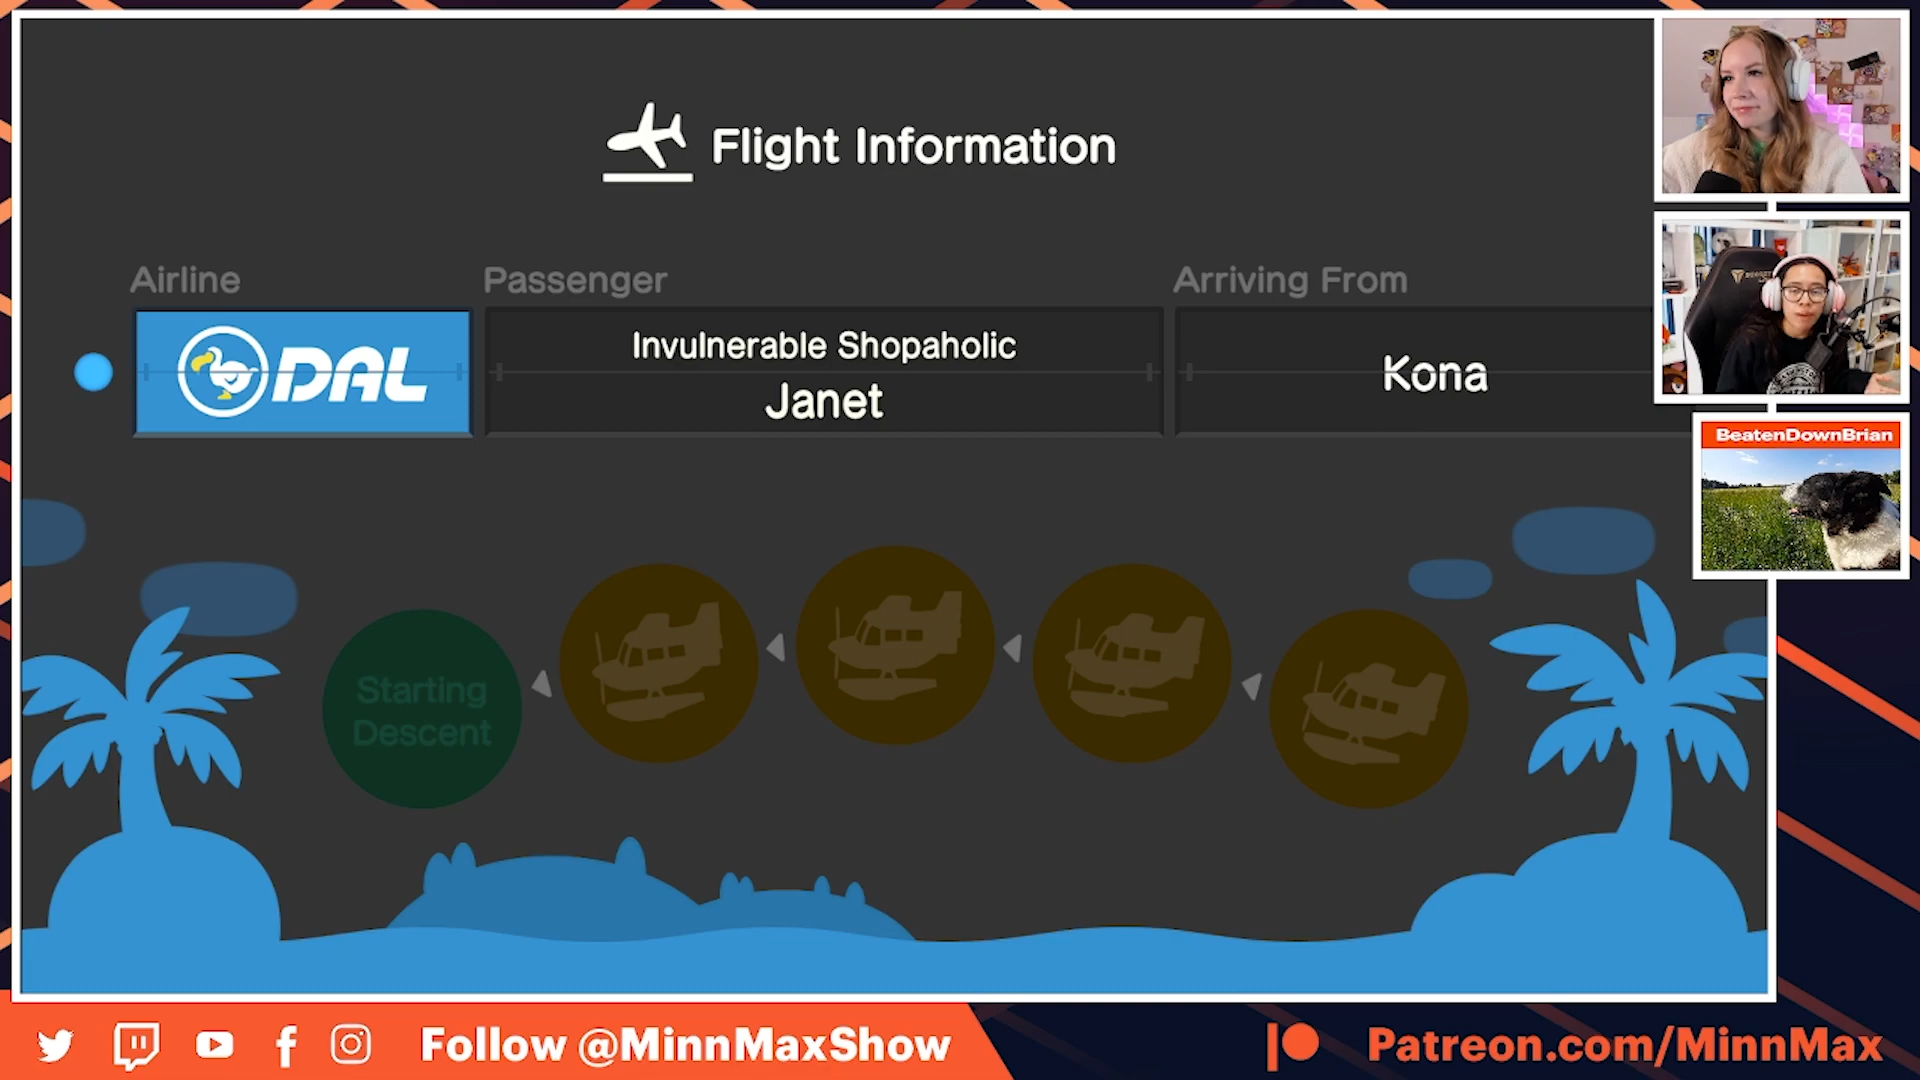 Flight Information
Airline
Passenger
Arriving From
DAL
Invulnerable Shopaholic
Janet
Kona
BeatenDownBrian
Starting
Descent
Follow @MinnMaxShow
Patreon.com/MinnMax